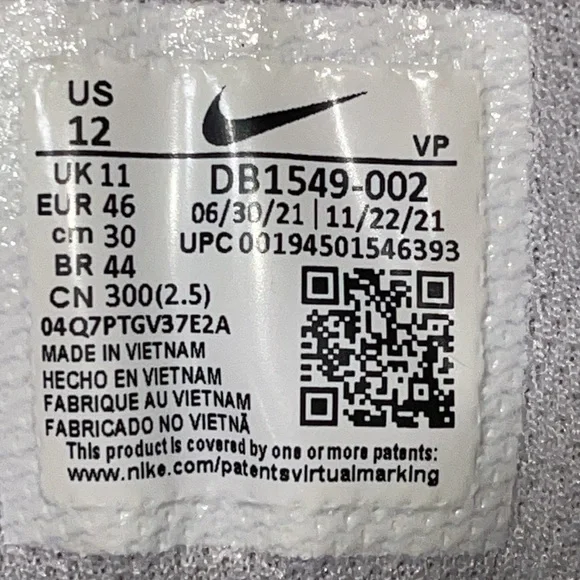 US
12
VP
UK 11
EUR 46
cm 30
BR 44
CN 300(2.5)
DB1549-002
06/30/21 | 11/22/21
UPC 00194501546393
04Q7PTGV37E2A
MADE IN VIETNAM
HECHO EN VIETNAM
FABRIQUE AU VIETNAM
FABRICADO NO VIETNÃ
This product is covered by one or more patents:
www.nike.com/patentsvirtualmarking